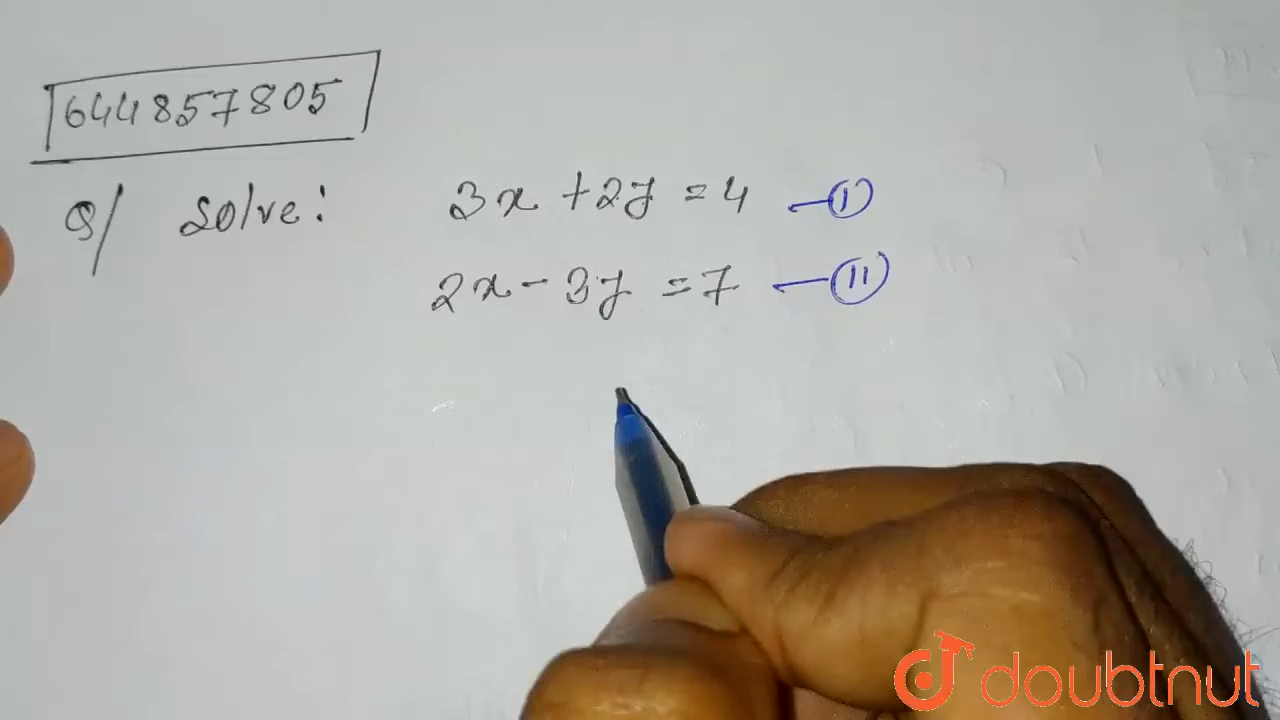 644857805
Q/ Solve: 3x + 2y = 4 ← (I)
2x - 3y = 7 ← (II)
doubtnut